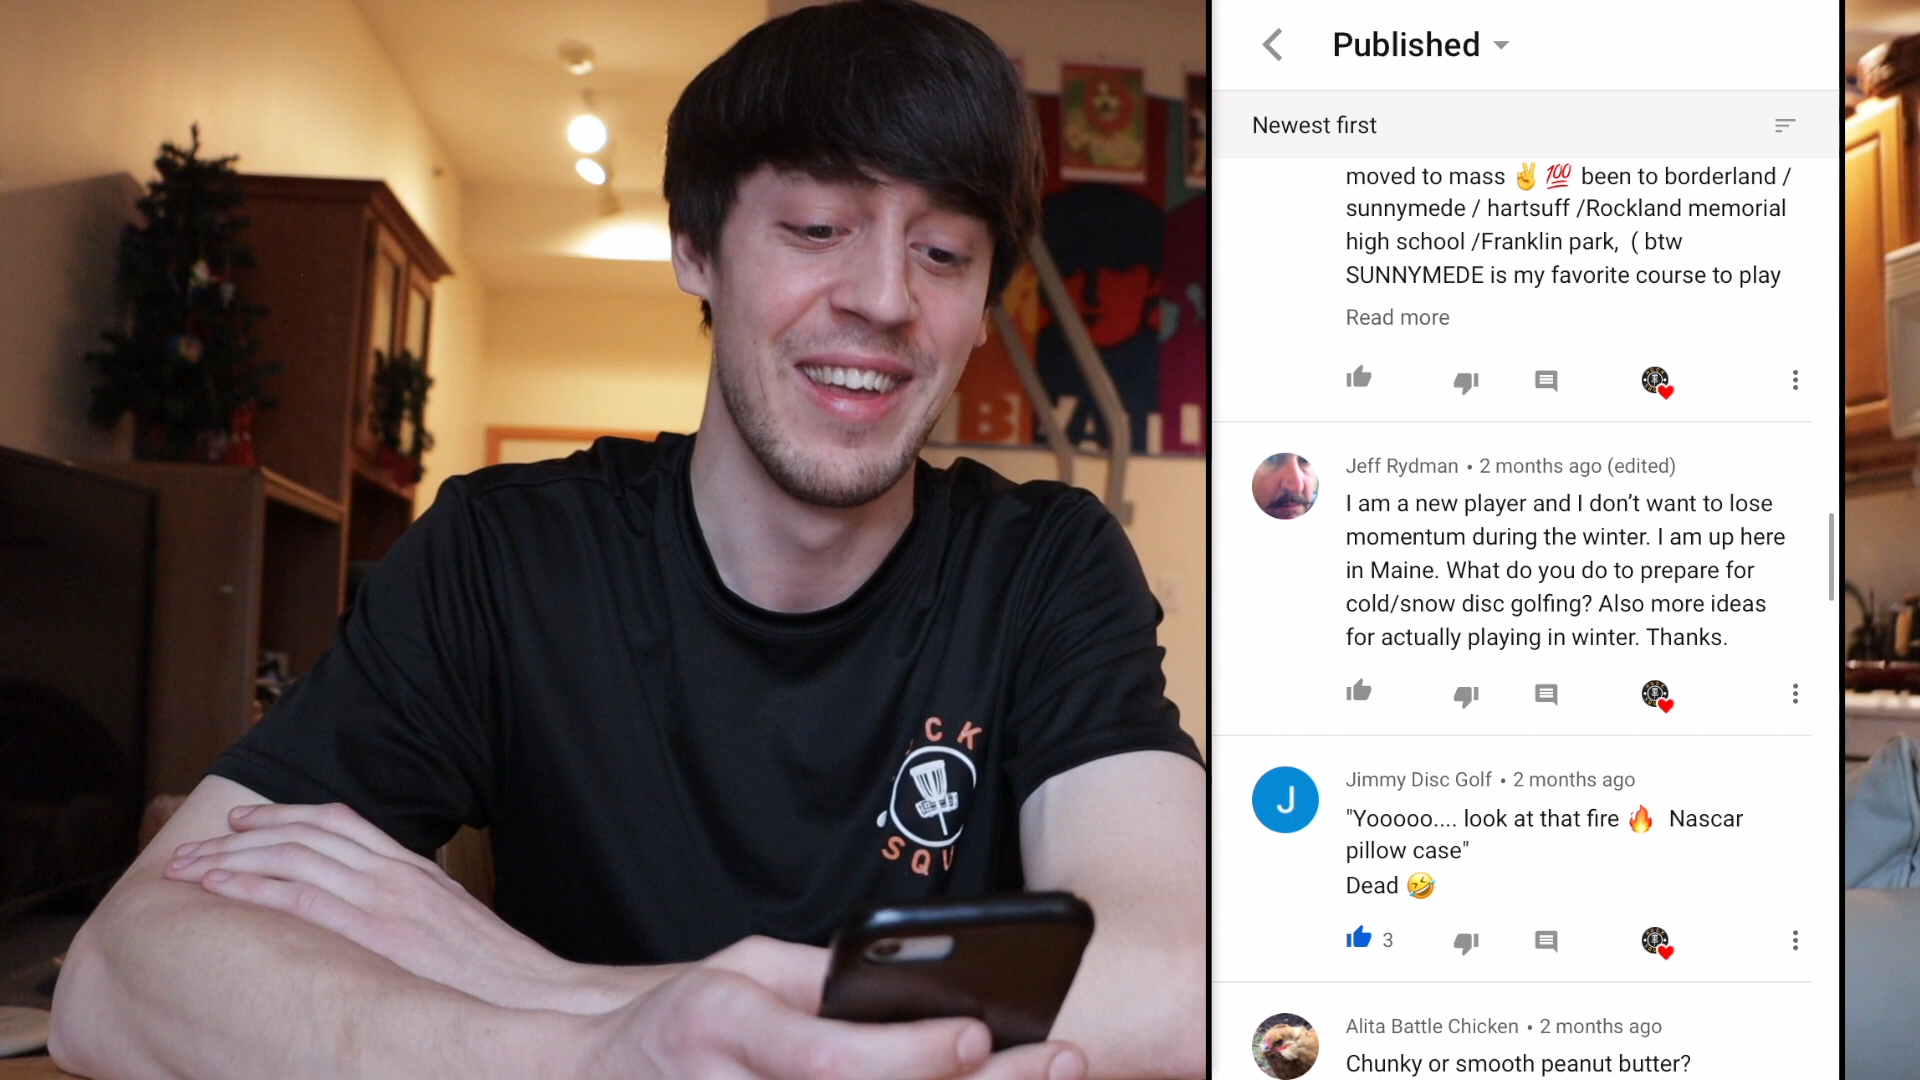 Published
Newest first
moved to mass ✌️ 💯 been to borderland /
sunnymede / hartsuff /Rockland memorial
high school /Franklin park, ( btw
SUNNYMEDE is my favorite course to play
Read more
Jeff Rydman • 2 months ago (edited)
I am a new player and I don’t want to lose
momentum during the winter. I am up here
in Maine. What do you do to prepare for
cold/snow disc golfing? Also more ideas
for actually playing in winter. Thanks.
J
Jimmy Disc Golf • 2 months ago
"Yooooo.... look at that fire 🔥 Nascar
pillow case"
Dead 🤣
3
Alita Battle Chicken • 2 months ago
Chunky or smooth peanut butter?